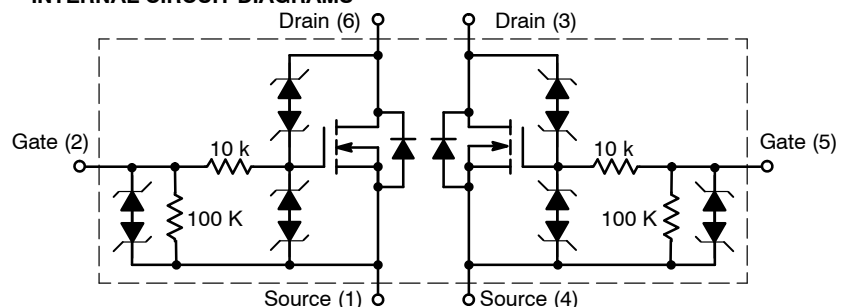 INTERNAL CIRCUIT DIAGRAMS
Drain (6) Drain (3)
Gate (2) 10 k 10 k Gate (5)
100 K 100 K
Source (1) Source (4)